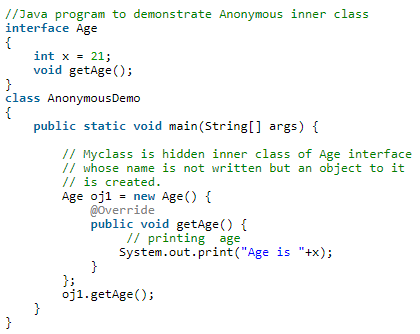 //Java program to demonstrate Anonymous inner class
interface Age
{
    int x = 21;
    void getAge();
}
class AnonymousDemo
{
    public static void main(String[] args) {

        // Myclass is hidden inner class of Age interface
        // whose name is not written but an object to it
        // is created.
        Age oj1 = new Age() {
            @Override
            public void getAge() {
                 // printing  age
                System.out.print("Age is "+x);
            }
        };
        oj1.getAge();
    }
}